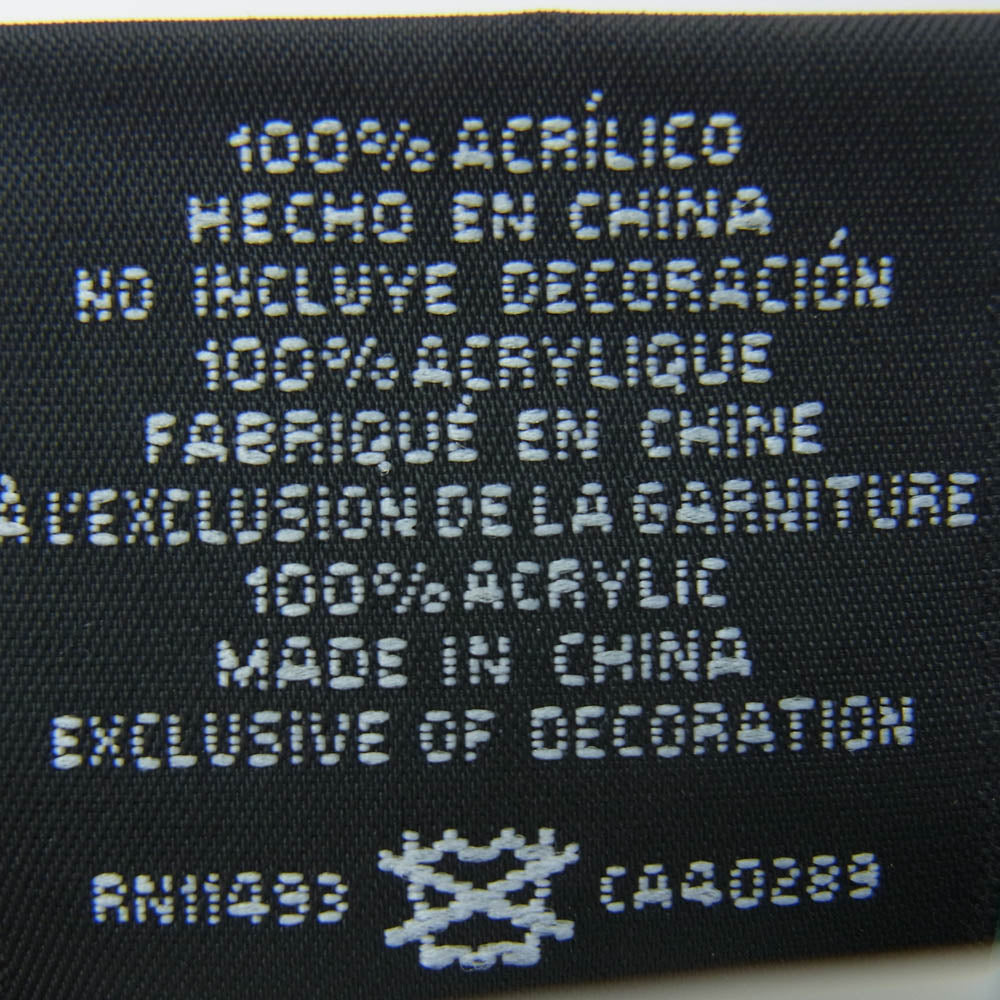 100% ACRÍLICO
HECHO EN CHINA
NO INCLUYE DECORACIÓN
100% ACRYLIQUE
FABRIQUÉ EN CHINE
À L'EXCLUSION DE LA GARNITURE
100% ACRYLIC
MADE IN CHINA
EXCLUSIVE OF DECORATION
RN11493 CA40289